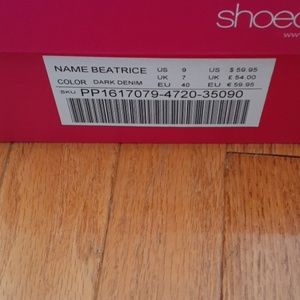 shoed
www.
NAME BEATRICE US 9 US $ 59.95
COLOR DARK DENIM UK 7 UK £ 54.00
EU 40 EU € 59.95
SKU PP1617079-4720-35090